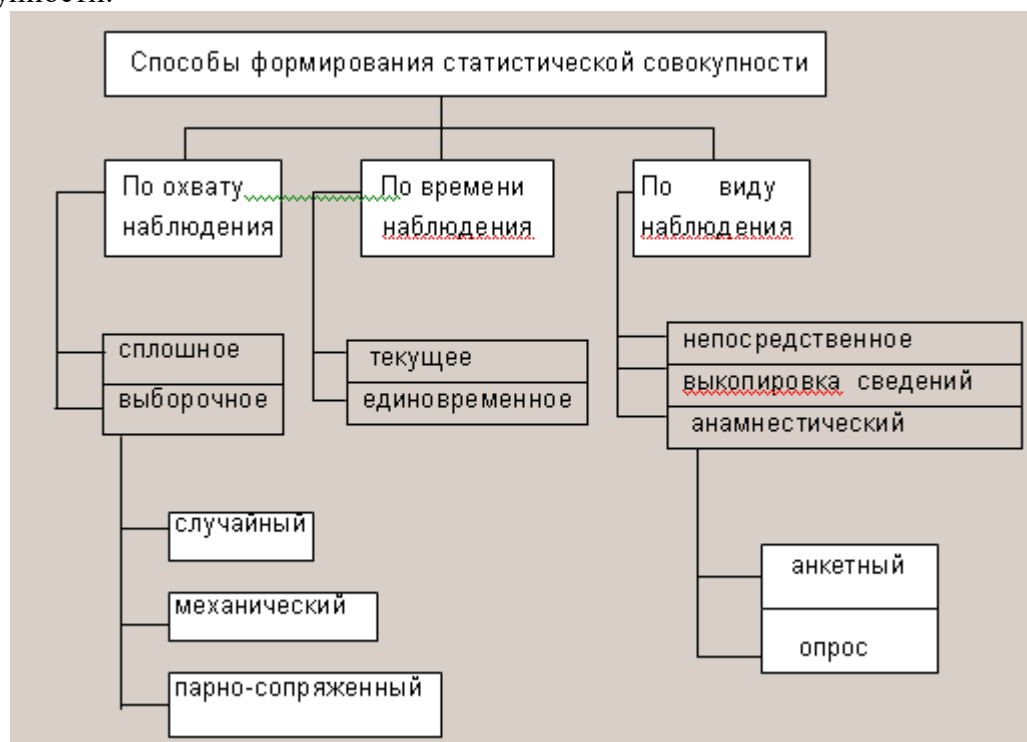 Способы формирования статистической совокупности
По охвату
наблюдения
По времени
наблюдения
По виду
наблюдения
сплошное
выборочное
текущее
единовременное
непосредственное
выкопировка сведений
анамнестический
случайный
механический
парно-сопряженный
анкетный
опрос